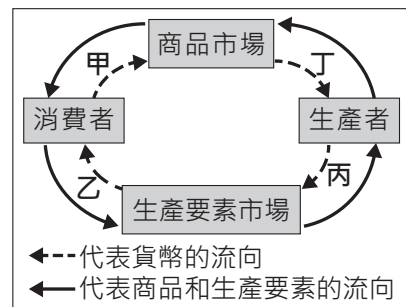 商品市場
甲
丁
消費者
生產者
乙
丙
生產要素市場
代表貨幣的流向
代表商品和生產要素的流向